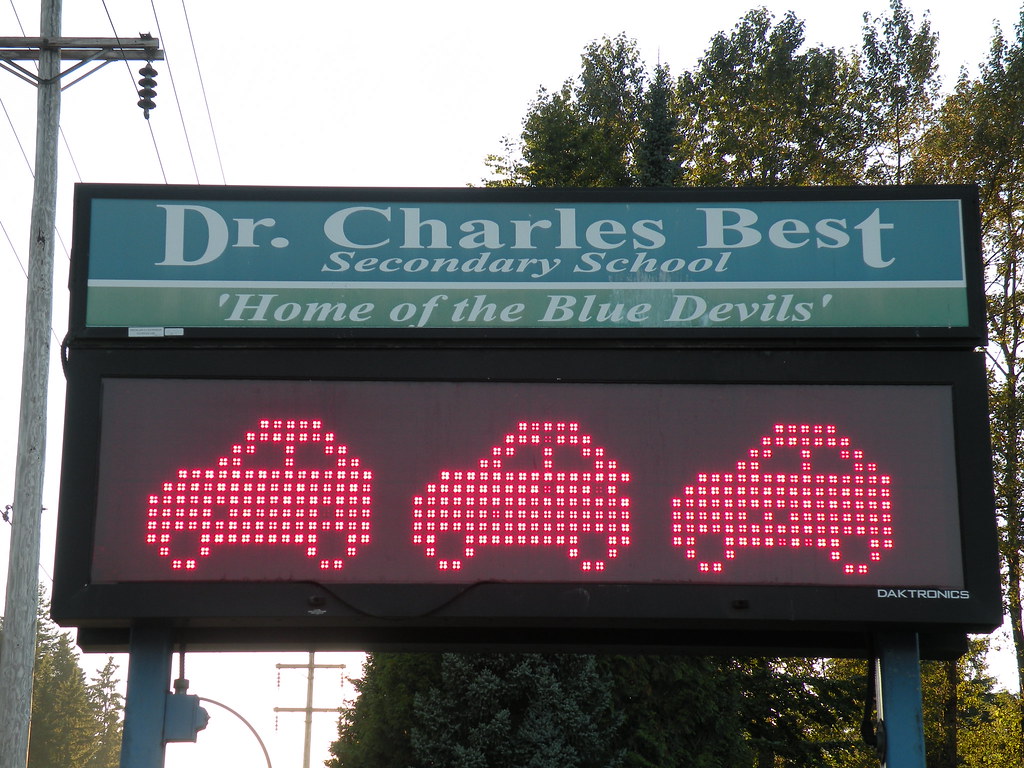 Dr. Charles Best
Secondary School
'Home of the Blue Devils'
DAKTRONICS